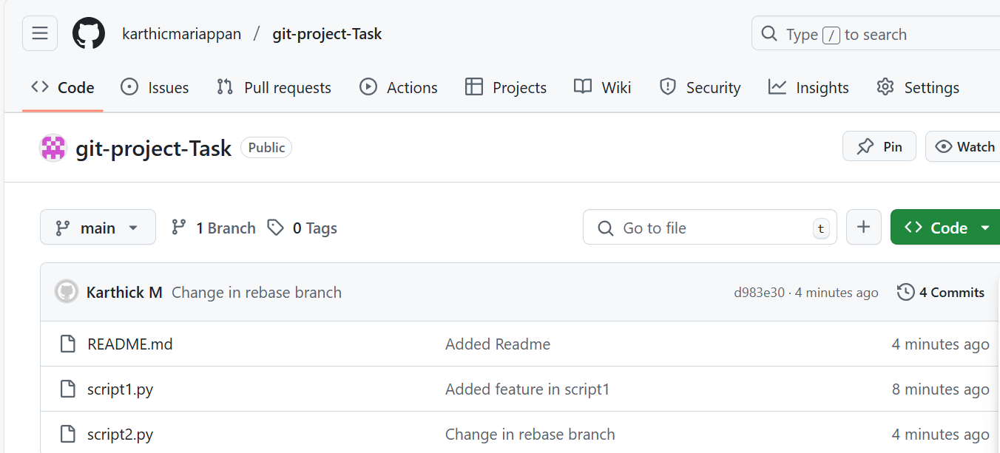 karthicmariappan / git-project-Task
Type / to search
Code Issues Pull requests Actions Projects Wiki Security Insights Settings
git-project-Task Public
Pin Watch
main 1 Branch 0 Tags Go to file t + Code
Karthick M Change in rebase branch d983e30 · 4 minutes ago 4 Commits
README.md Added Readme 4 minutes ago
script1.py Added feature in script1 8 minutes ago
script2.py Change in rebase branch 4 minutes ago